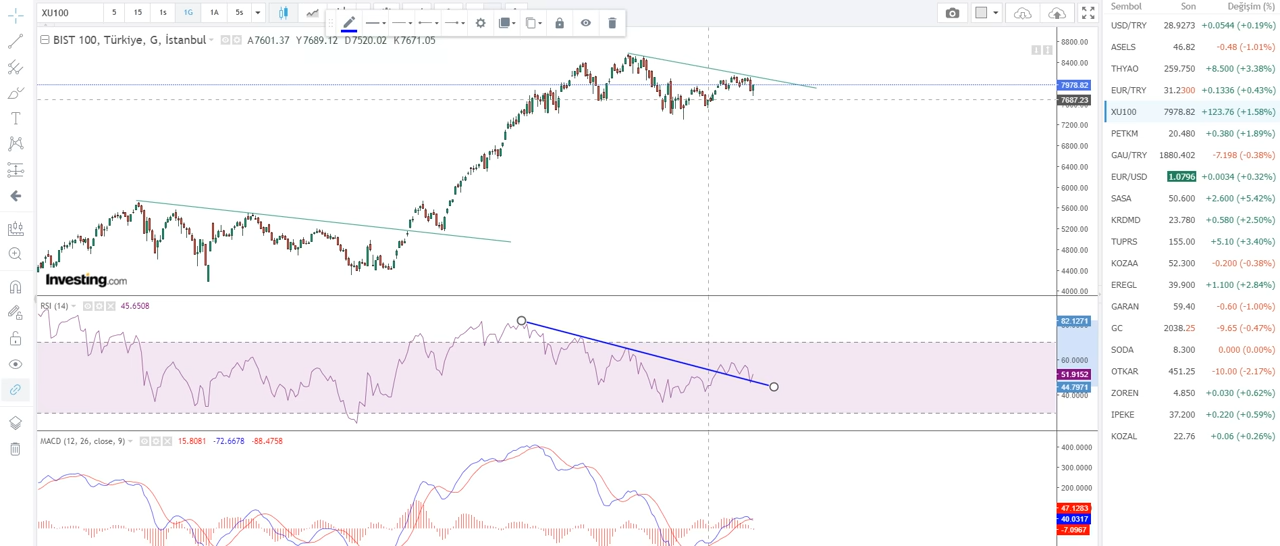 XU100 5 15 1s 1G 1A 5s
BIST 100, Türkiye, G, İstanbul A7601.37 Y7689.12 D7520.02 K7671.05
8800.00
8400.00
7978.82
7687.23
7200.00
6800.00
6400.00
6000.00
5600.00
5200.00
4800.00
4400.00
4000.00
Investing.com
RSI (14) 45.6508
82.1271
60.0000
51.9152
44.7971
40.0000
MACD (12, 26, close, 9) 15.8081 -72.6678 -88.4758
400.0000
300.0000
200.0000
47.1283
40.0317
-7.0967
Sembol Son Değişim (%)
USD/TRY 28.9273 +0.0544 (+0.19%)
ASELS 46.82 -0.48 (-1.01%)
THYAO 259.750 +8.500 (+3.38%)
EUR/TRY 31.2300 +0.1336 (+0.43%)
XU100 7978.82 +123.76 (+1.58%)
PETKM 20.480 +0.380 (+1.89%)
GAU/TRY 1880.402 -7.198 (-0.38%)
EUR/USD 1.0796 +0.0034 (+0.32%)
SASA 50.600 +2.600 (+5.42%)
KRDMD 23.780 +0.580 (+2.50%)
TUPRS 155.00 +5.10 (+3.40%)
KOZAA 52.300 -0.200 (-0.38%)
EREGL 39.900 +1.100 (+2.84%)
GARAN 59.40 -0.60 (-1.00%)
GC 2038.25 -9.65 (-0.47%)
SODA 8.300 0.000 (0.00%)
OTKAR 451.25 -10.00 (-2.17%)
ZOREN 4.850 +0.030 (+0.62%)
IPEKE 37.200 +0.220 (+0.59%)
KOZAL 22.76 +0.06 (+0.26%)